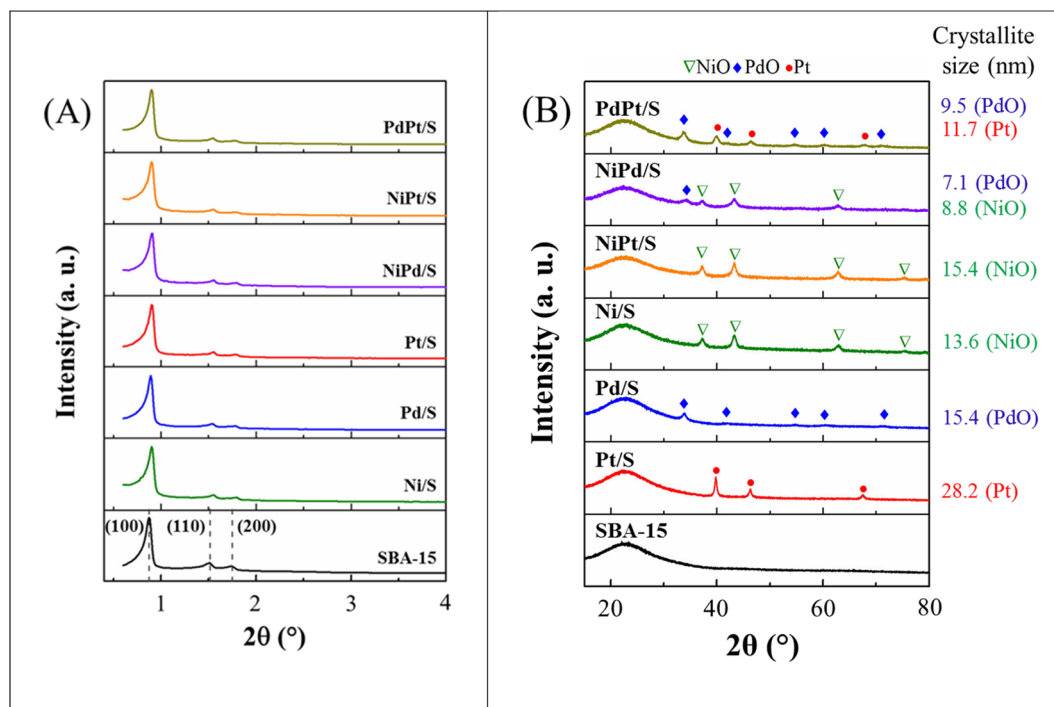 (A)
Intensity (a. u.)
PdPt/S
NiPt/S
NiPd/S
Pt/S
Pd/S
Ni/S
(100) (110) (200)
SBA-15
1 2 3 4
2θ (°)
(B)
Intensity (a. u.)
▽NiO ◆PdO ●Pt
Crystallite
size (nm)
PdPt/S
9.5 (PdO)
11.7 (Pt)
NiPd/S
7.1 (PdO)
8.8 (NiO)
NiPt/S
15.4 (NiO)
Ni/S
13.6 (NiO)
Pd/S
15.4 (PdO)
Pt/S
28.2 (Pt)
SBA-15
20 40 60 80
2θ (°)